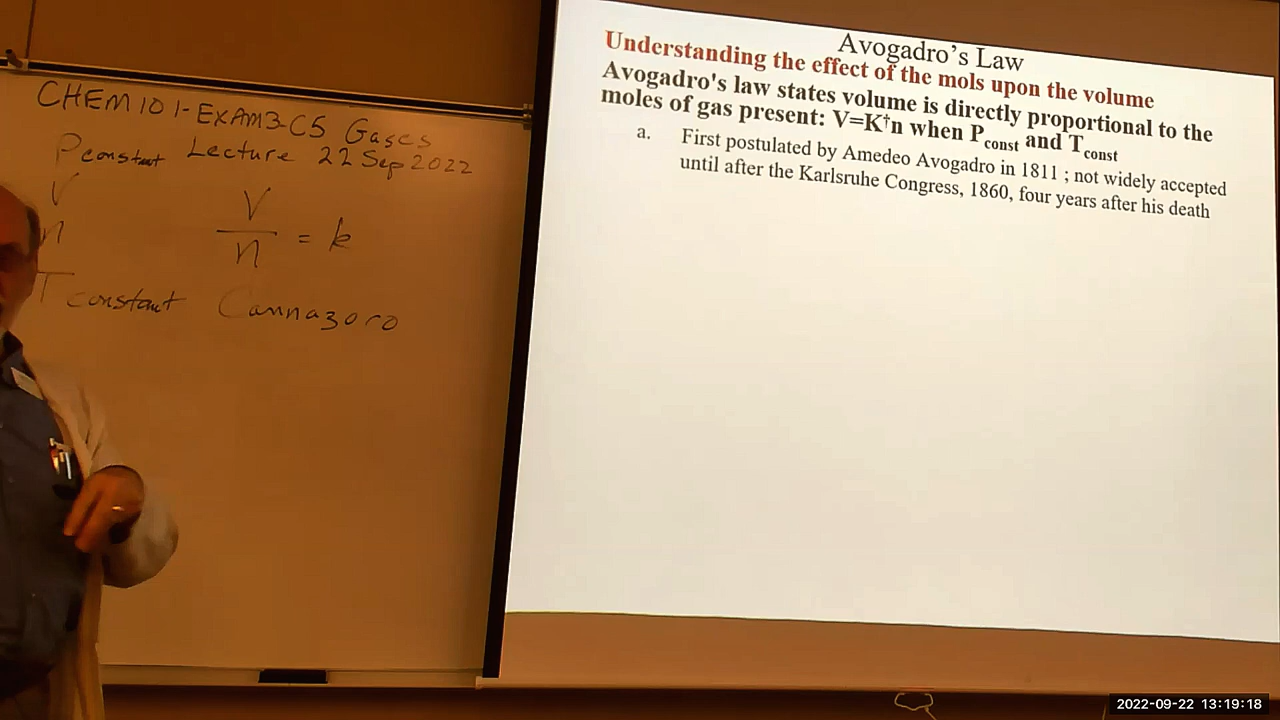 CHEM 101-EXAM3-C5 Gases
Pconstant Lecture 22 Sep 2022
V
n
V
n = k
T constant Cannazoro
Avogadro's Law
Understanding the effect of the mols upon the volume
Avogadro's law states volume is directly proportional to the
moles of gas present: V=K†n when Pconst and Tconst
a. First postulated by Amedeo Avogadro in 1811 ; not widely accepted
until after the Karlsruhe Congress, 1860, four years after his death
2022-09-22 13:19:18